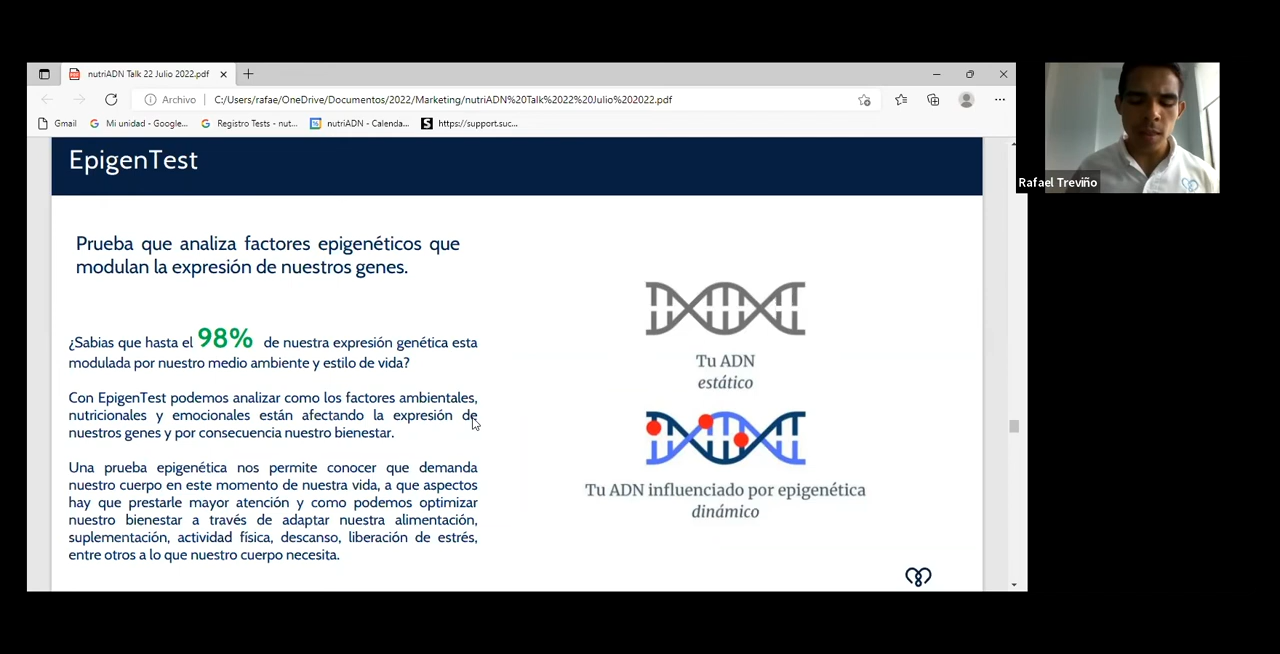 nutriADN Talk 22 Julio 2022.pdf
Archivo
C:/Users/rafae/OneDrive/Documentos/2022/Marketing/nutriADN%20Talk%2022%20Julio%202022.pdf
Gmail
Mi unidad - Google...
Registro Tests - nut...
nutriADN - Calenda...
https://support.suc...
EpigenTest
Prueba que analiza factores epigenéticos que
modulan la expresión de nuestros genes.
¿Sabias que hasta el 98% de nuestra expresión genética esta
modulada por nuestro medio ambiente y estilo de vida?
Con EpigenTest podemos analizar como los factores ambientales,
nutricionales y emocionales están afectando la expresión de
nuestros genes y por consecuencia nuestro bienestar.
Una prueba epigenética nos permite conocer que demanda
nuestro cuerpo en este momento de nuestra vida, a que aspectos
hay que prestarle mayor atención y como podemos optimizar
nuestro bienestar a través de adaptar nuestra alimentación,
suplementación, actividad física, descanso, liberación de estrés,
entre otros a lo que nuestro cuerpo necesita.
Tu ADN
estático
Tu ADN influenciado por epigenética
dinámico
Rafael Treviño